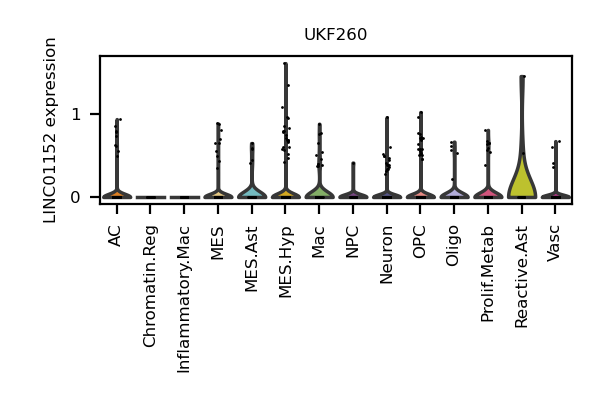 UKF260
LINC01152 expression
1
0
AC
Chromatin.Reg
Inflammatory.Mac
MES
MES.Ast
MES.Hyp
Mac
NPC
Neuron
OPC
Oligo
Prolif.Metab
Reactive.Ast
Vasc